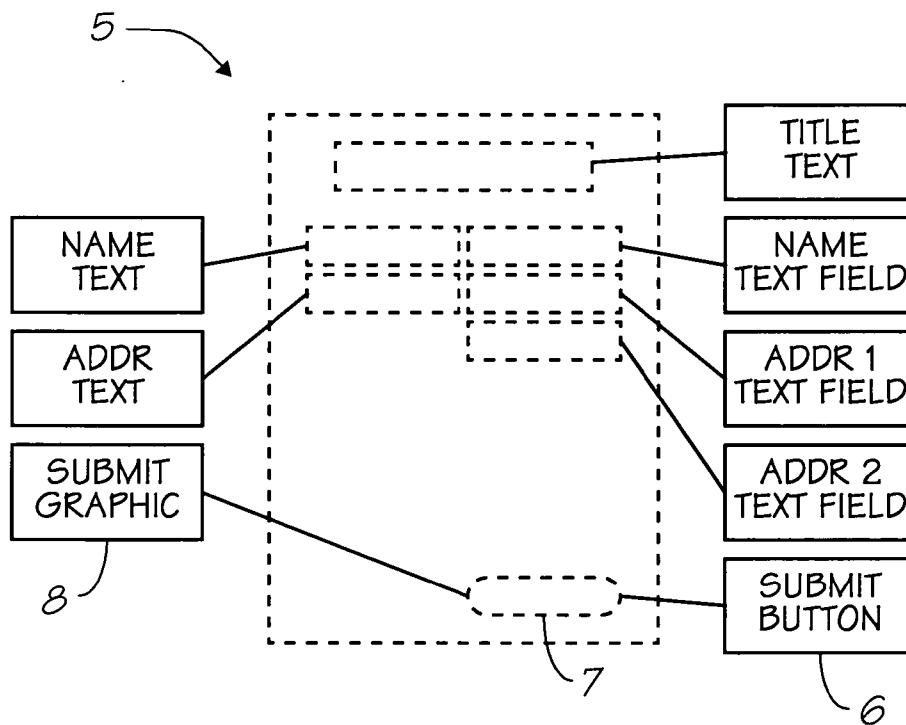 5
TITLE
TEXT
NAME
TEXT
NAME
TEXT FIELD
ADDR
TEXT
ADDR 1
TEXT FIELD
SUBMIT
GRAPHIC
ADDR 2
TEXT FIELD
SUBMIT
BUTTON
8
7
6